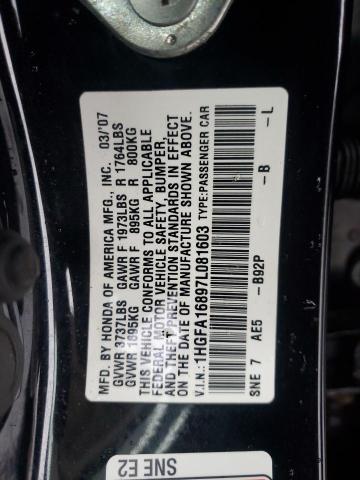 MFD. BY HONDA OF AMERICA MFG., INC. 03/'07
GVWR 3737LBS GAWR F 1973LBS R 1764LBS
GVWR 1695KG GAWR F 895KG R 800KG
THIS VEHICLE CONFORMS TO ALL APPLICABLE
FEDERAL MOTOR VEHICLE SAFETY, BUMPER,
AND THEFT PREVENTION STANDARDS IN EFFECT
ON THE DATE OF MANUFACTURE SHOWN ABOVE.
V.I.N.: 1HGFA16897L081603 TYPE:PASSENGER CAR
SNE 7 AE5 -B92P -B -L
SNE E2